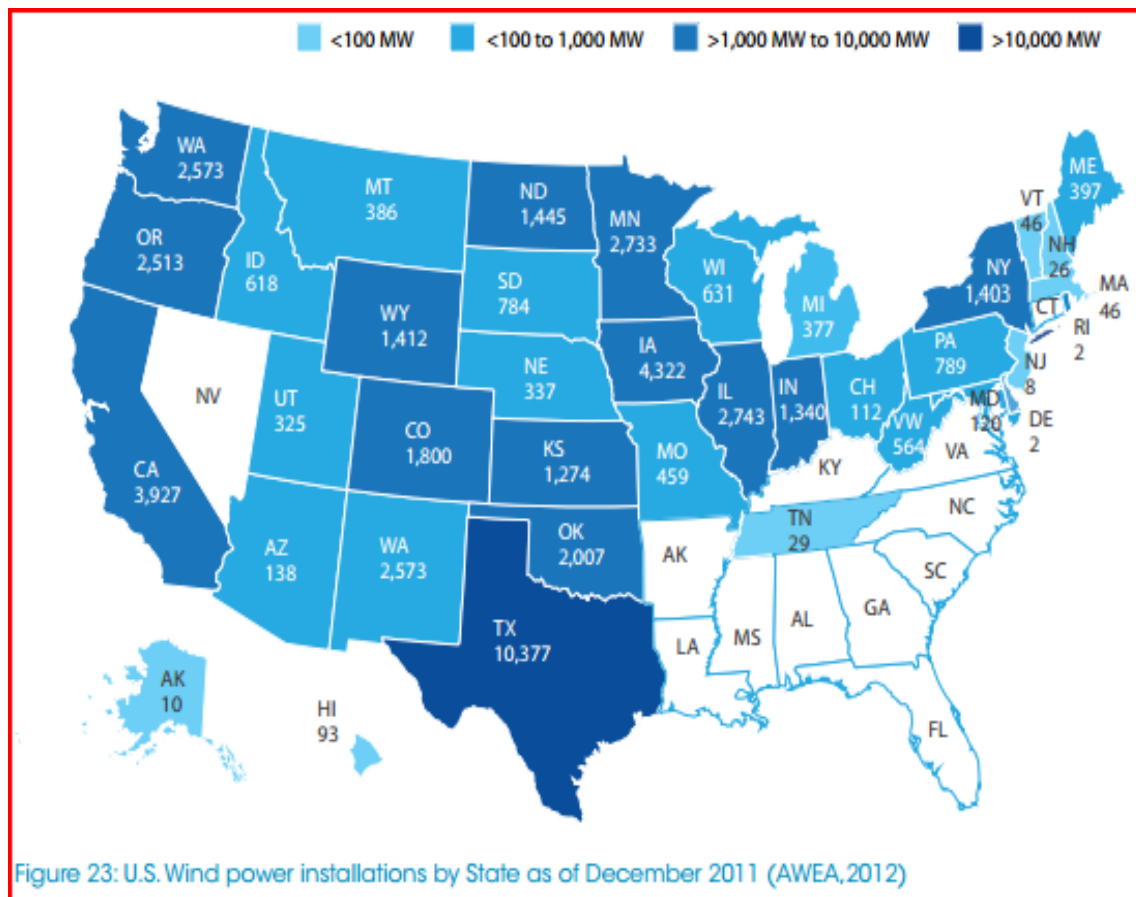 <100 MW
<100 to 1,000 MW
>1,000 MW to 10,000 MW
>10,000 MW
WA
2,573
MT
386
ND
1,445
MN
2,733
VT
46
ME
397
OR
2,513
ID
618
SD
784
WI
631
MI
377
NY
1,403
NH
26
MA
46
CT
RI
2
WY
1,412
IA
4,322
PA
789
NJ
8
NV
UT
325
NE
337
IL
2,743
IN
1,340
CH
112
MD
120
DE
2
CO
1,800
KS
1,274
MO
459
VW
564
VA
KY
CA
3,927
NC
TN
29
AZ
138
WA
2,573
OK
2,007
AK
SC
TX
10,377
LA
MS
AL
GA
AK
10
HI
93
FL
Figure 23: U.S. Wind power installations by State as of December 2011 (AWEA,2012)